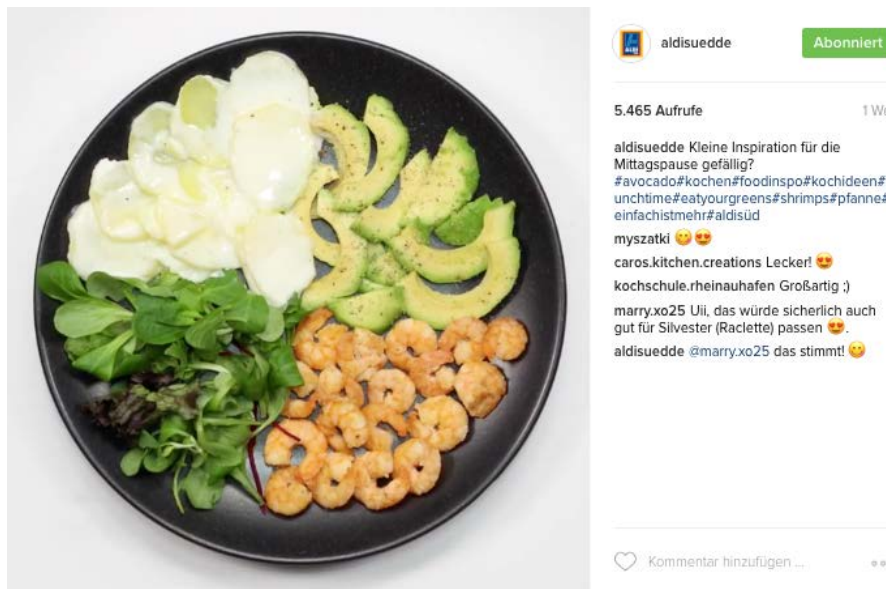 aldisuedde
Abonniert
5.465 Aufrufe
aldisuedde Kleine Inspiration für die
Mittagspause gefällig?
#avocado#kochen#foodinspo#kochideen#
unchtime#eatyourgreens#shrimps#pfanne#
einfachistmehr#aldisüd
myszatki 😋😍
caros.kitchen.creations Lecker! 😍
kochschule.rheinauhafen Großartig ;)
marry.xo25 Uii, das würde sicherlich auch
gut für Silvester (Raclette) passen 😍.
aldisuedde @marry.xo25 das stimmt! 😋
Kommentar hinzufügen ...